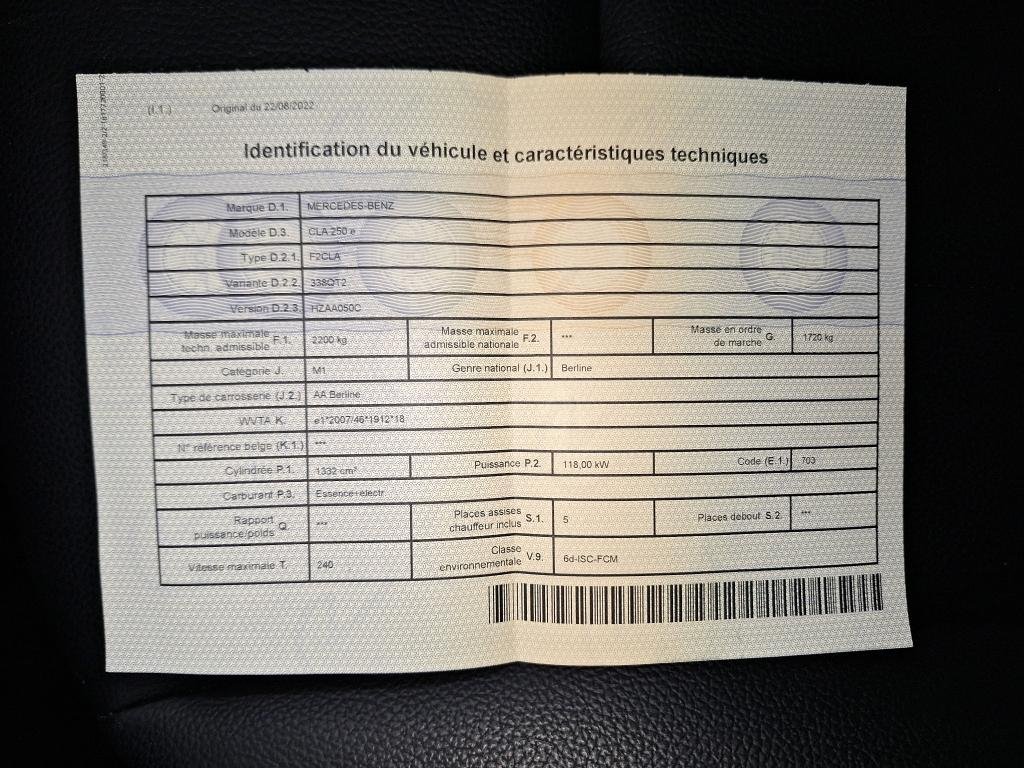 (I.1.) Original du 22/08/2022
Identification du véhicule et caractéristiques techniques
Marque D.1. MERCEDES-BENZ
Modèle D.3. CLA 250 e
Type D.2.1. F2CLA
Variante D.2.2. 338QT2
Version D.2.3. HZAA050C
Masse maximale techn. admissible F.1. 2200 kg Masse maximale admissible nationale F.2. *** Masse en ordre de marche G. 1720 kg
Catégorie J. M1 Genre national (J.1.) Berline
Type de carrosserie (J.2.) AA Berline
WVTA K. e1*2007/46*1912*18
N° référence belge (K.1.) ***
Cylindrée P.1. 1332 cm³ Puissance P.2. 118,00 kW Code (E.1.) 703
Carburant P.3. Essence+electr
Rapport puissance/poids Q. *** Places assises chauffeur inclus S.1. 5 Places debout S.2. ***
Vitesse maximale T. 240 Classe environnementale V.9. 6d-ISC-FCM